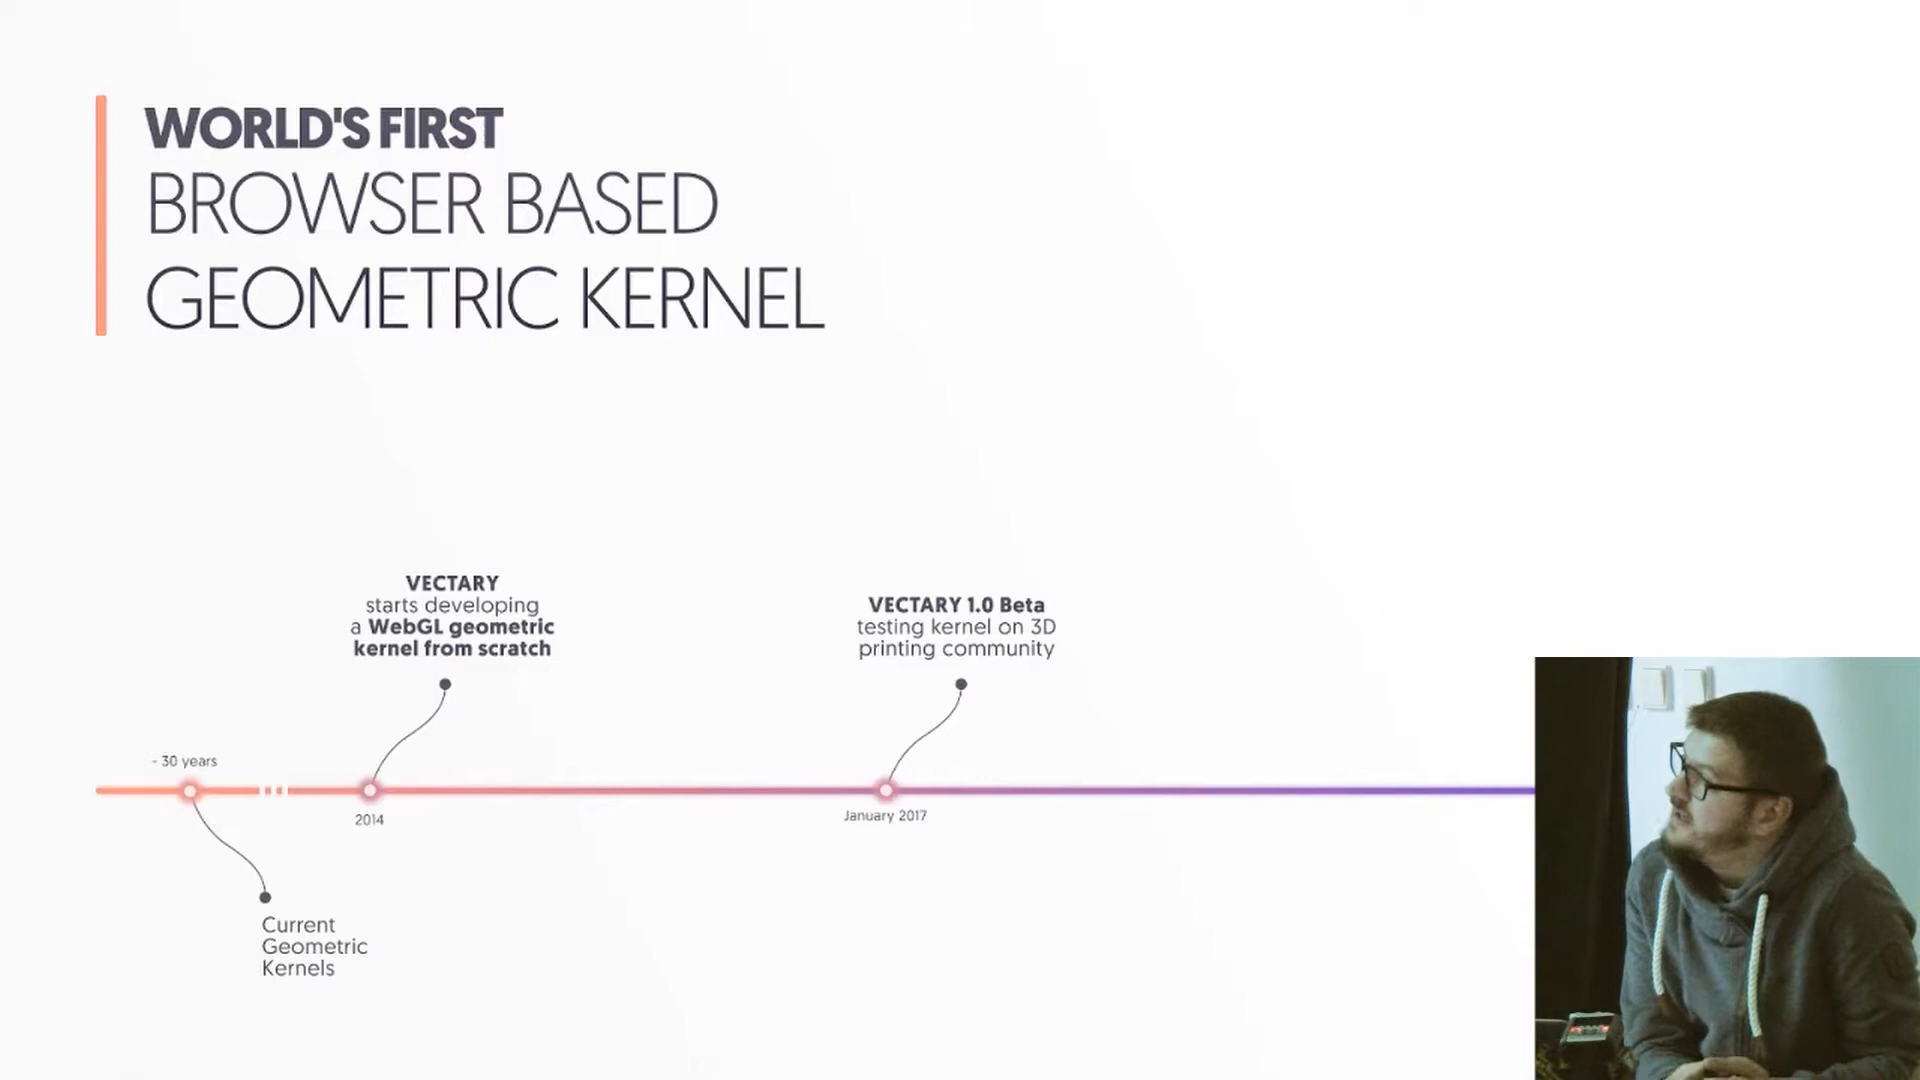 WORLD'S FIRST
BROWSER BASED
GEOMETRIC KERNEL
VECTARY
starts developing
a WebGL geometric
kernel from scratch
VECTARY 1.0 Beta
testing kernel on 3D
printing community
- 30 years
2014
January 2017
Current
Geometric
Kernels